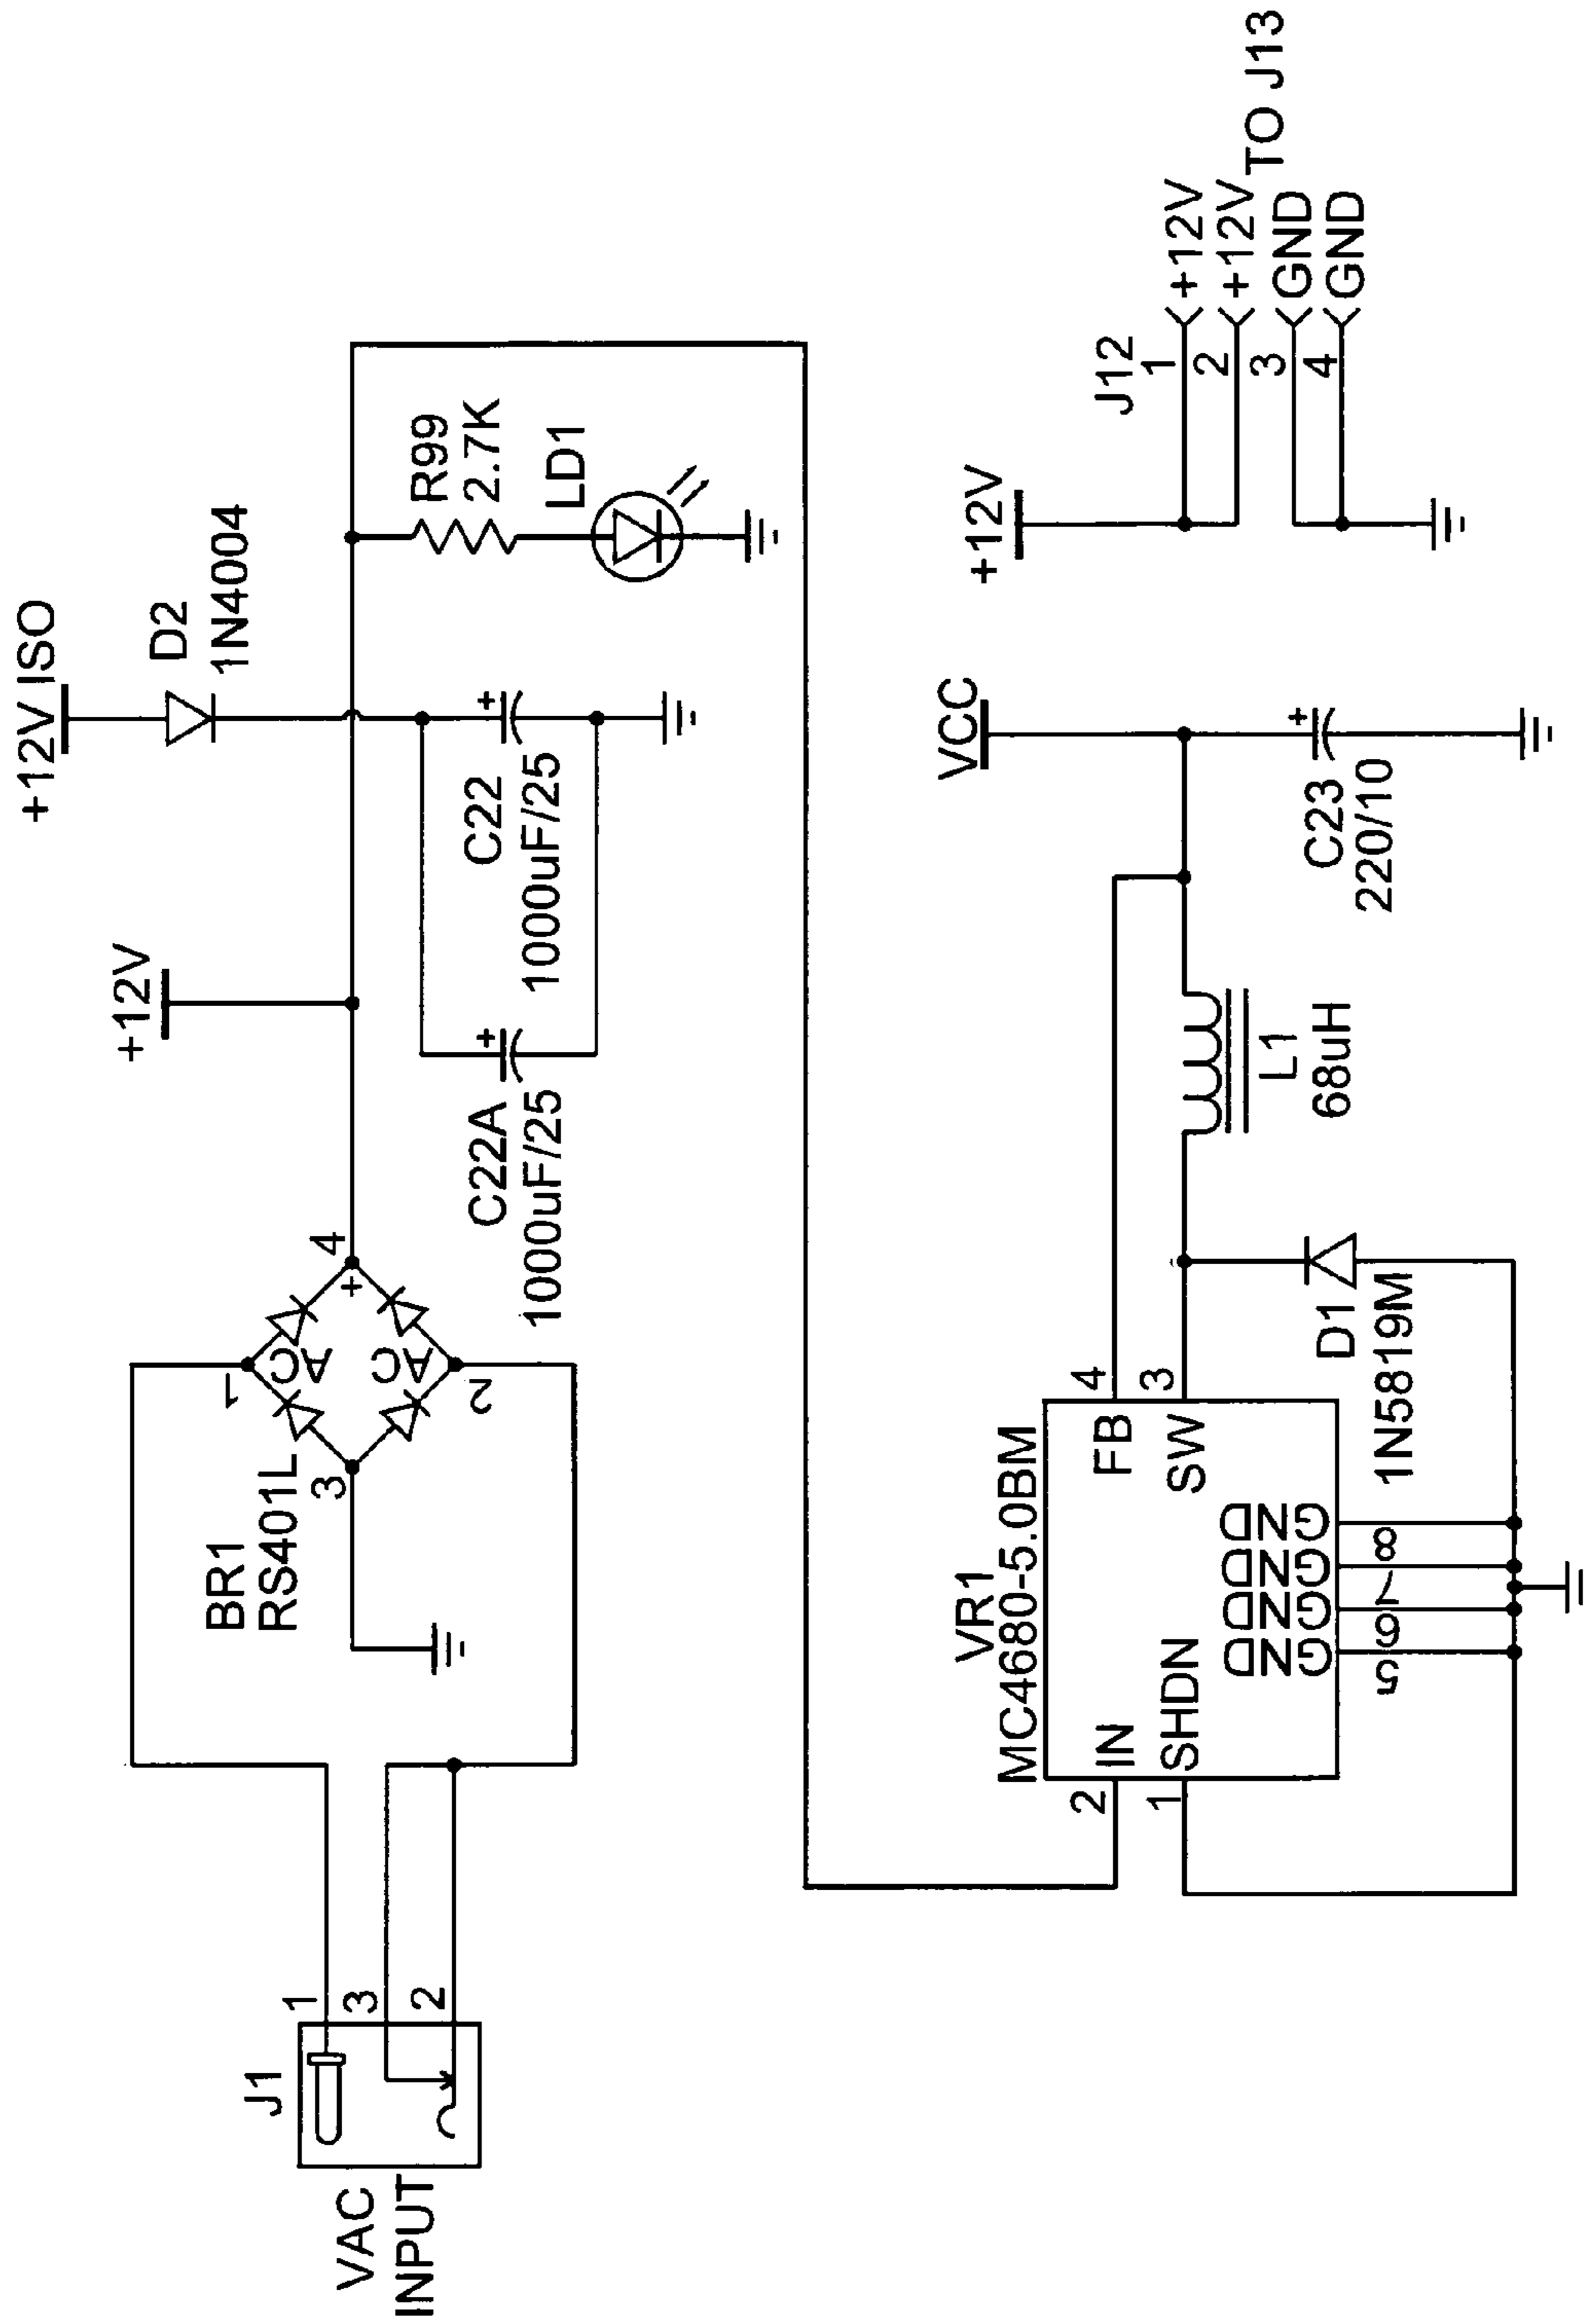 VAC
INPUT
J1
1
3
2
BR1
RS401L
1
AC
3
+
4
AC
2
+12V
+12V ISO
D2
1N4004
C22A
1000uF/25
+
C22
1000uF/25
+
R99
2.7K
LD1
VR1
MC4680-5.0BM
2
IN
1
SHDN
FB
4
SW
3
GND
GND
GND
GND
5
6
7
8
D1
1N5819M
L1
68uH
VCC
+
C23
220/10
+12V
J12
1
+12V
2
+12V
TO J13
3
GND
4
GND